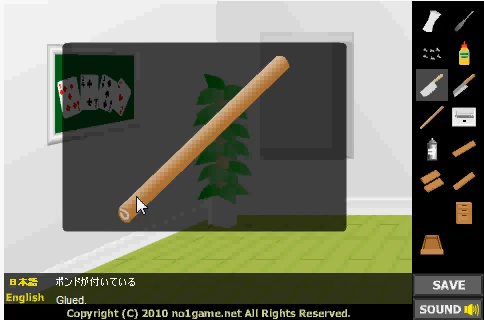 日本語 ボンドが付いている
English Glued.
Copyright (C) 2010 no1game.net All Rights Reserved.
SAVE
SOUND